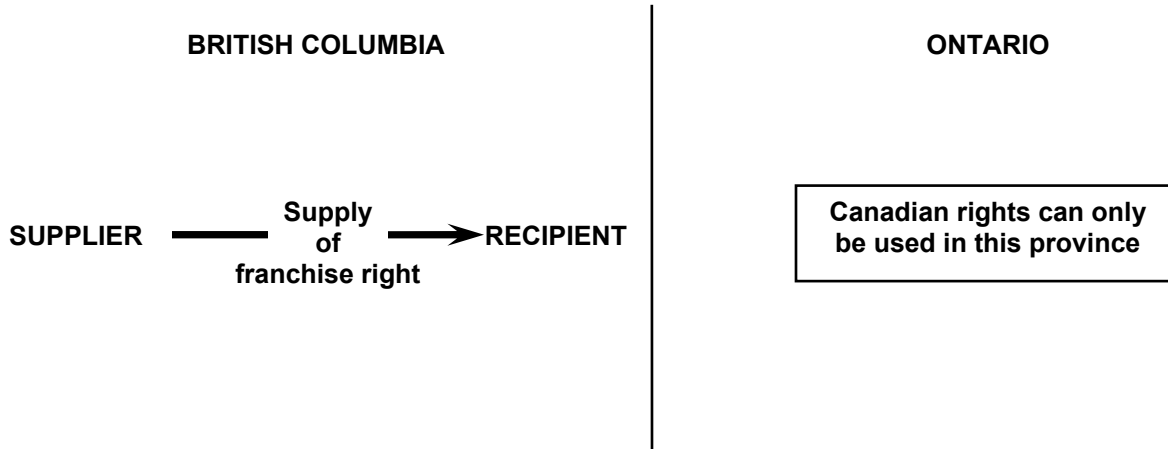 BRITISH COLUMBIA
ONTARIO
SUPPLIER
Supply
of
franchise right
RECIPIENT
Canadian rights can only
be used in this province